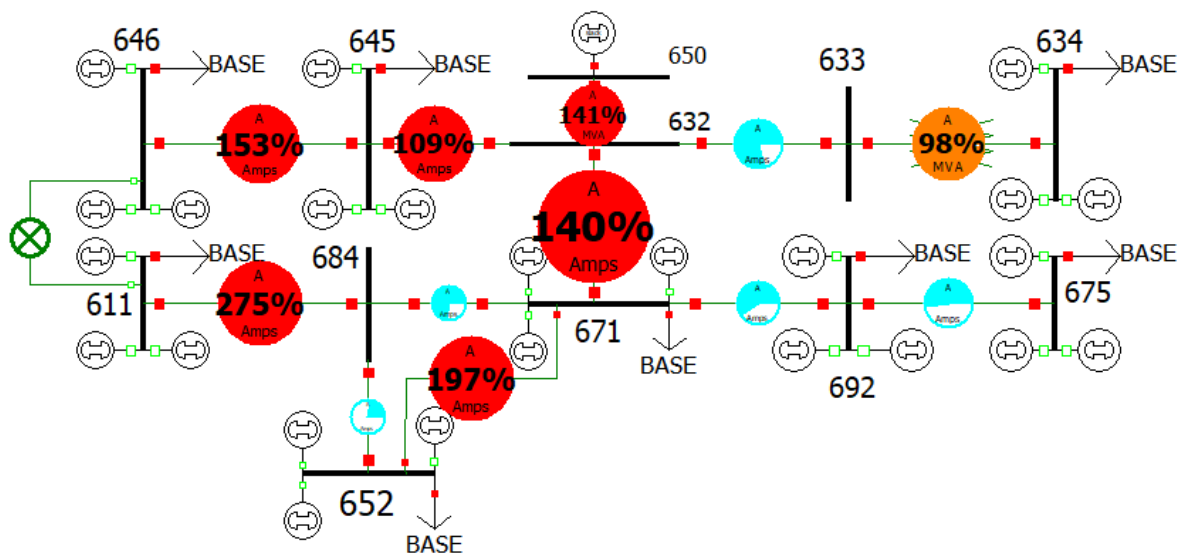 646
BASE
645
BASE
slack
650
633
634
BASE
A
153%
Amps
A
109%
Amps
A
141%
MVA
632
A
Amps
A
98%
MVA
611
BASE
A
275%
Amps
684
A
Amps
A
140%
Amps
671
BASE
A
Amps
BASE
692
A
Amps
BASE
675
A
197%
Amps
A
Amps
652
BASE